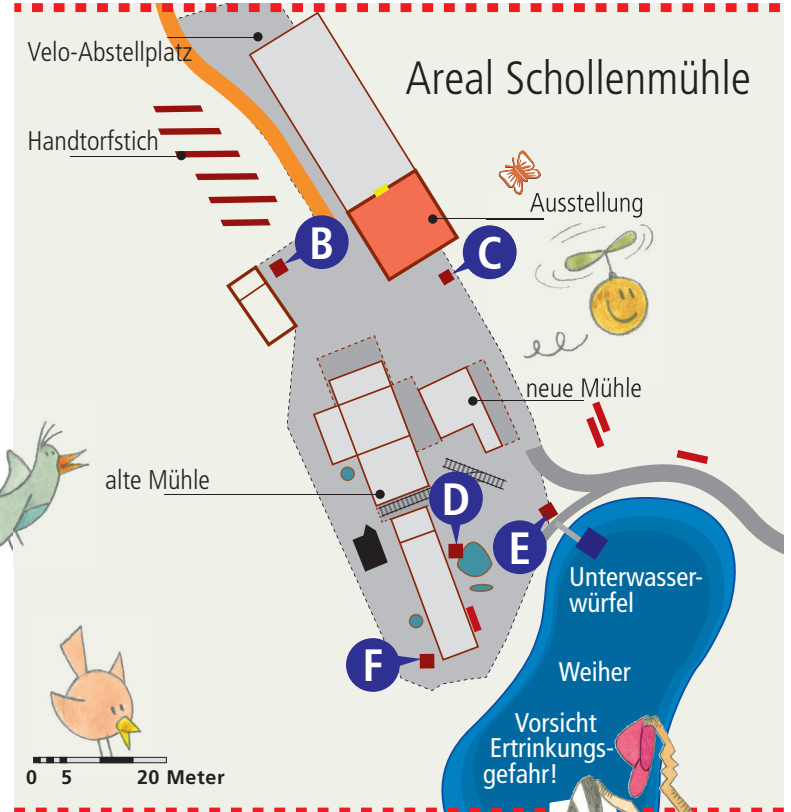 Velo-Abstellplatz
Areal Schollenmühle
Handtorfstich
Ausstellung
B
C
neue Mühle
alte Mühle
D
E
Unterwasser-
würfel
F
Weiher
Vorsicht
Ertrinkungs-
gefahr!
0 5 20 Meter